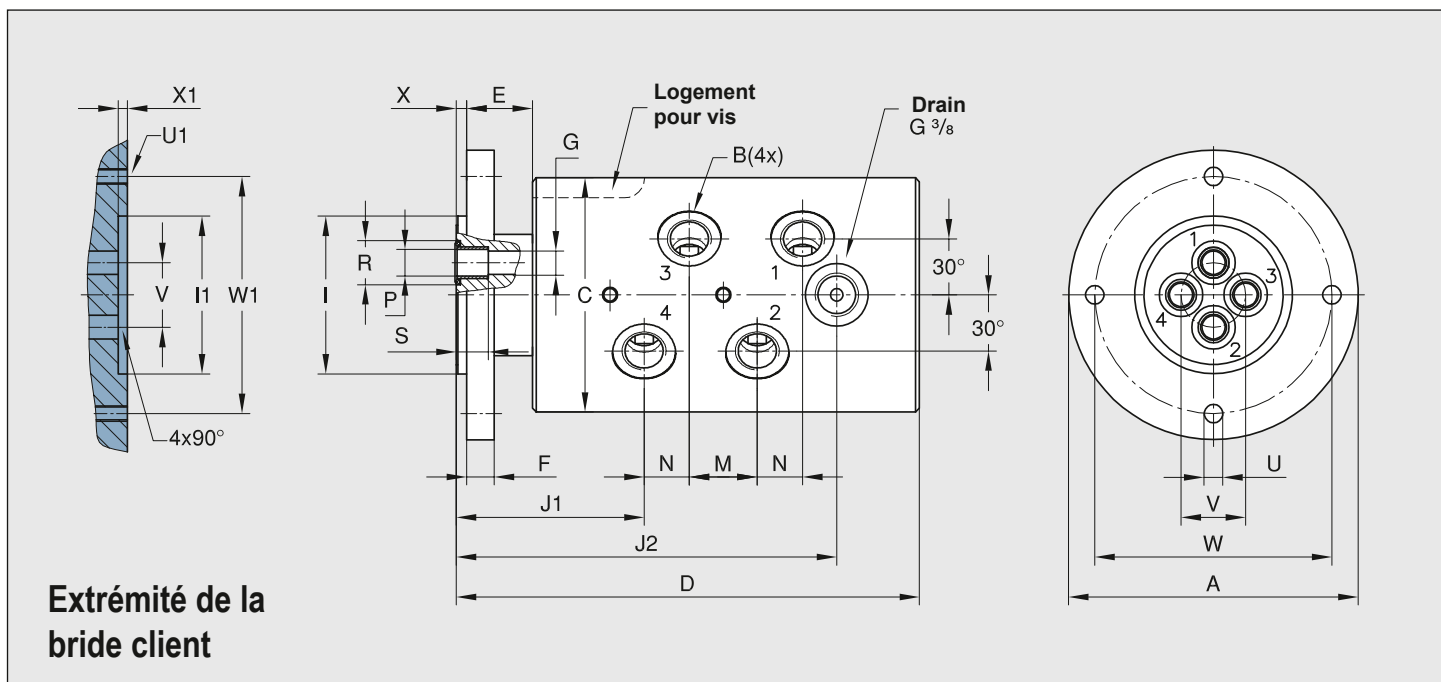 X1
X
E
Logement
pour vis
Drain
G 3/8
U1
G
B(4x)
R
P
S
V
I1
W1
I
C
3
1
4
2
30°
30°
1
3
4
2
4x90°
F
N
M
N
U
J1
V
J2
W
D
A
Extrémité de la
bride client